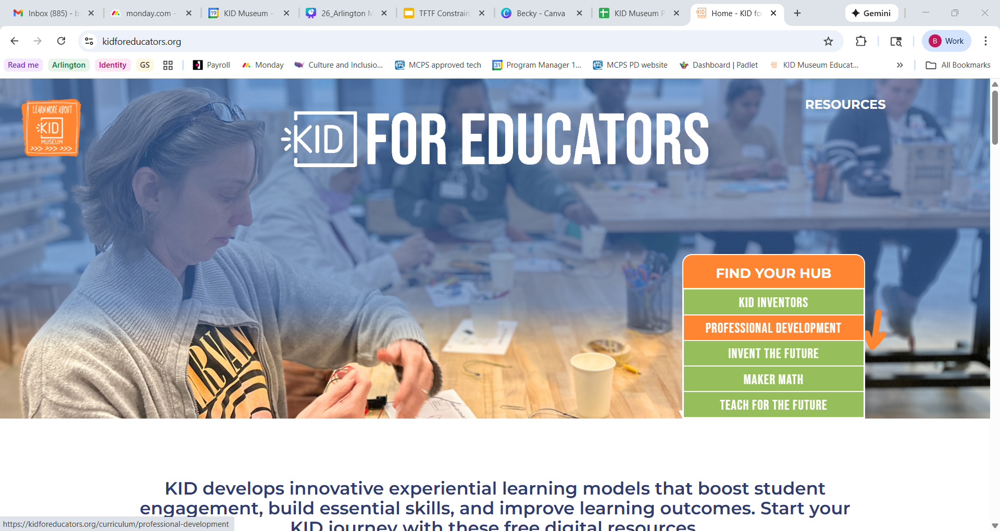 Inbox (885) - b
monday.com -
KID Museum -
26_Arlington M
TFTF Constrain
Becky - Canva
KID Museum P
Home - KID fo
Gemini
kidforeducators.org
B
Work
Read me
Arlington
Identity
GS
Payroll
Monday
Culture and Inclusio...
MCPS approved tech
Program Manager 1...
MCPS PD website
Dashboard | Padlet
KID Museum Educat...
All Bookmarks
LEARN MORE ABOUT
KID
MUSEUM
>>> >>> >>>
KID FOR EDUCATORS
RESOURCES
FIND YOUR HUB
KID INVENTORS
PROFESSIONAL DEVELOPMENT
INVENT THE FUTURE
MAKER MATH
TEACH FOR THE FUTURE
KID develops innovative experiential learning models that boost student
engagement, build essential skills, and improve learning outcomes. Start your
KID journey with these free digital resources
https://kidforeducators.org/curriculum/professional-development